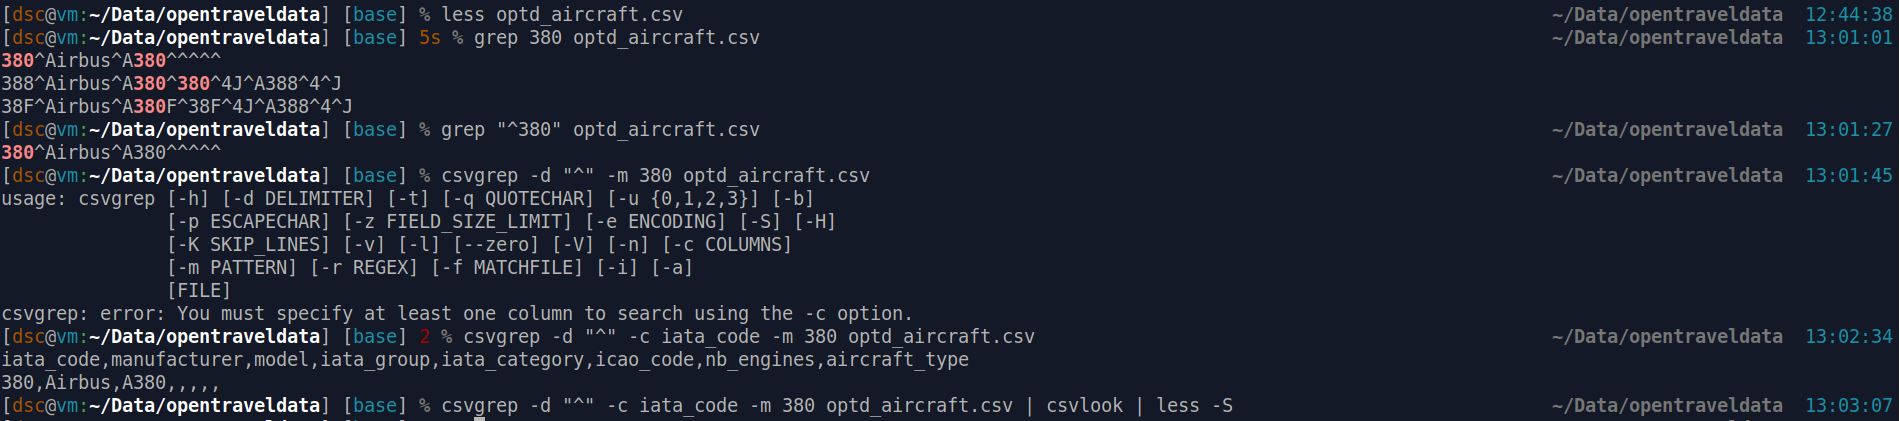 [dsc@vm:~/Data/opentraveldata] [base] % less optd_aircraft.csv ~/Data/opentraveldata 12:44:38
[dsc@vm:~/Data/opentraveldata] [base] 5s % grep 380 optd_aircraft.csv ~/Data/opentraveldata 13:01:01
380^Airbus^A380^^^^^
388^Airbus^A380^380^4J^A388^4^J
38F^Airbus^A380F^38F^4J^A388^4^J
[dsc@vm:~/Data/opentraveldata] [base] % grep "^380" optd_aircraft.csv ~/Data/opentraveldata 13:01:27
380^Airbus^A380^^^^^
[dsc@vm:~/Data/opentraveldata] [base] % csvgrep -d "^" -m 380 optd_aircraft.csv ~/Data/opentraveldata 13:01:45
usage: csvgrep [-h] [-d DELIMITER] [-t] [-q QUOTECHAR] [-u {0,1,2,3}] [-b]
[-p ESCAPECHAR] [-z FIELD_SIZE_LIMIT] [-e ENCODING] [-S] [-H]
[-K SKIP_LINES] [-v] [-l] [--zero] [-V] [-n] [-c COLUMNS]
[-m PATTERN] [-r REGEX] [-f MATCHFILE] [-i] [-a]
[FILE]
csvgrep: error: You must specify at least one column to search using the -c option.
[dsc@vm:~/Data/opentraveldata] [base] 2 % csvgrep -d "^" -c iata_code -m 380 optd_aircraft.csv ~/Data/opentraveldata 13:02:34
iata_code,manufacturer,model,iata_group,iata_category,icao_code,nb_engines,aircraft_type
380,Airbus,A380,,,,,
[dsc@vm:~/Data/opentraveldata] [base] % csvgrep -d "^" -c iata_code -m 380 optd_aircraft.csv | csvlook | less -S ~/Data/opentraveldata 13:03:07